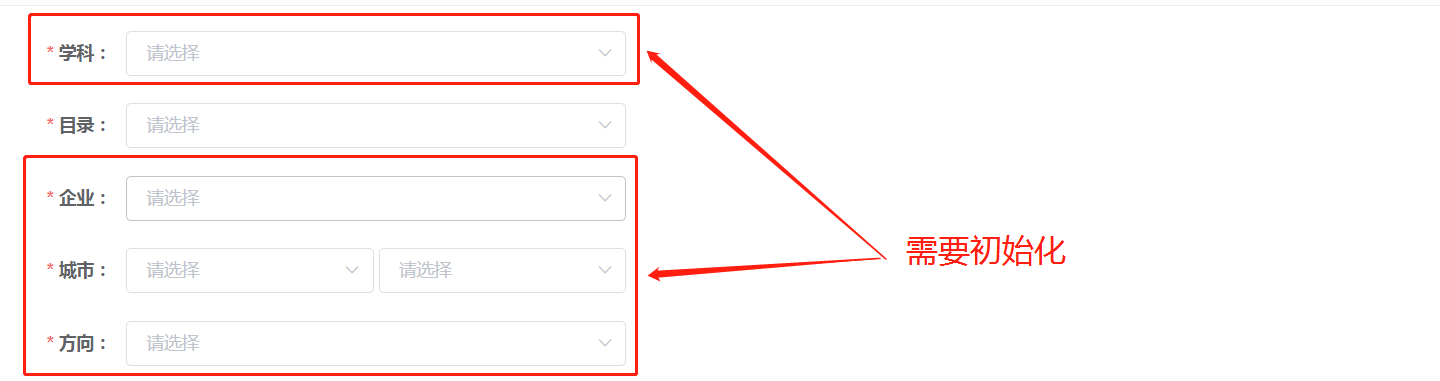 * 学科： 请选择
* 目录： 请选择
* 企业： 请选择
需要初始化
* 城市： 请选择 请选择
* 方向： 请选择